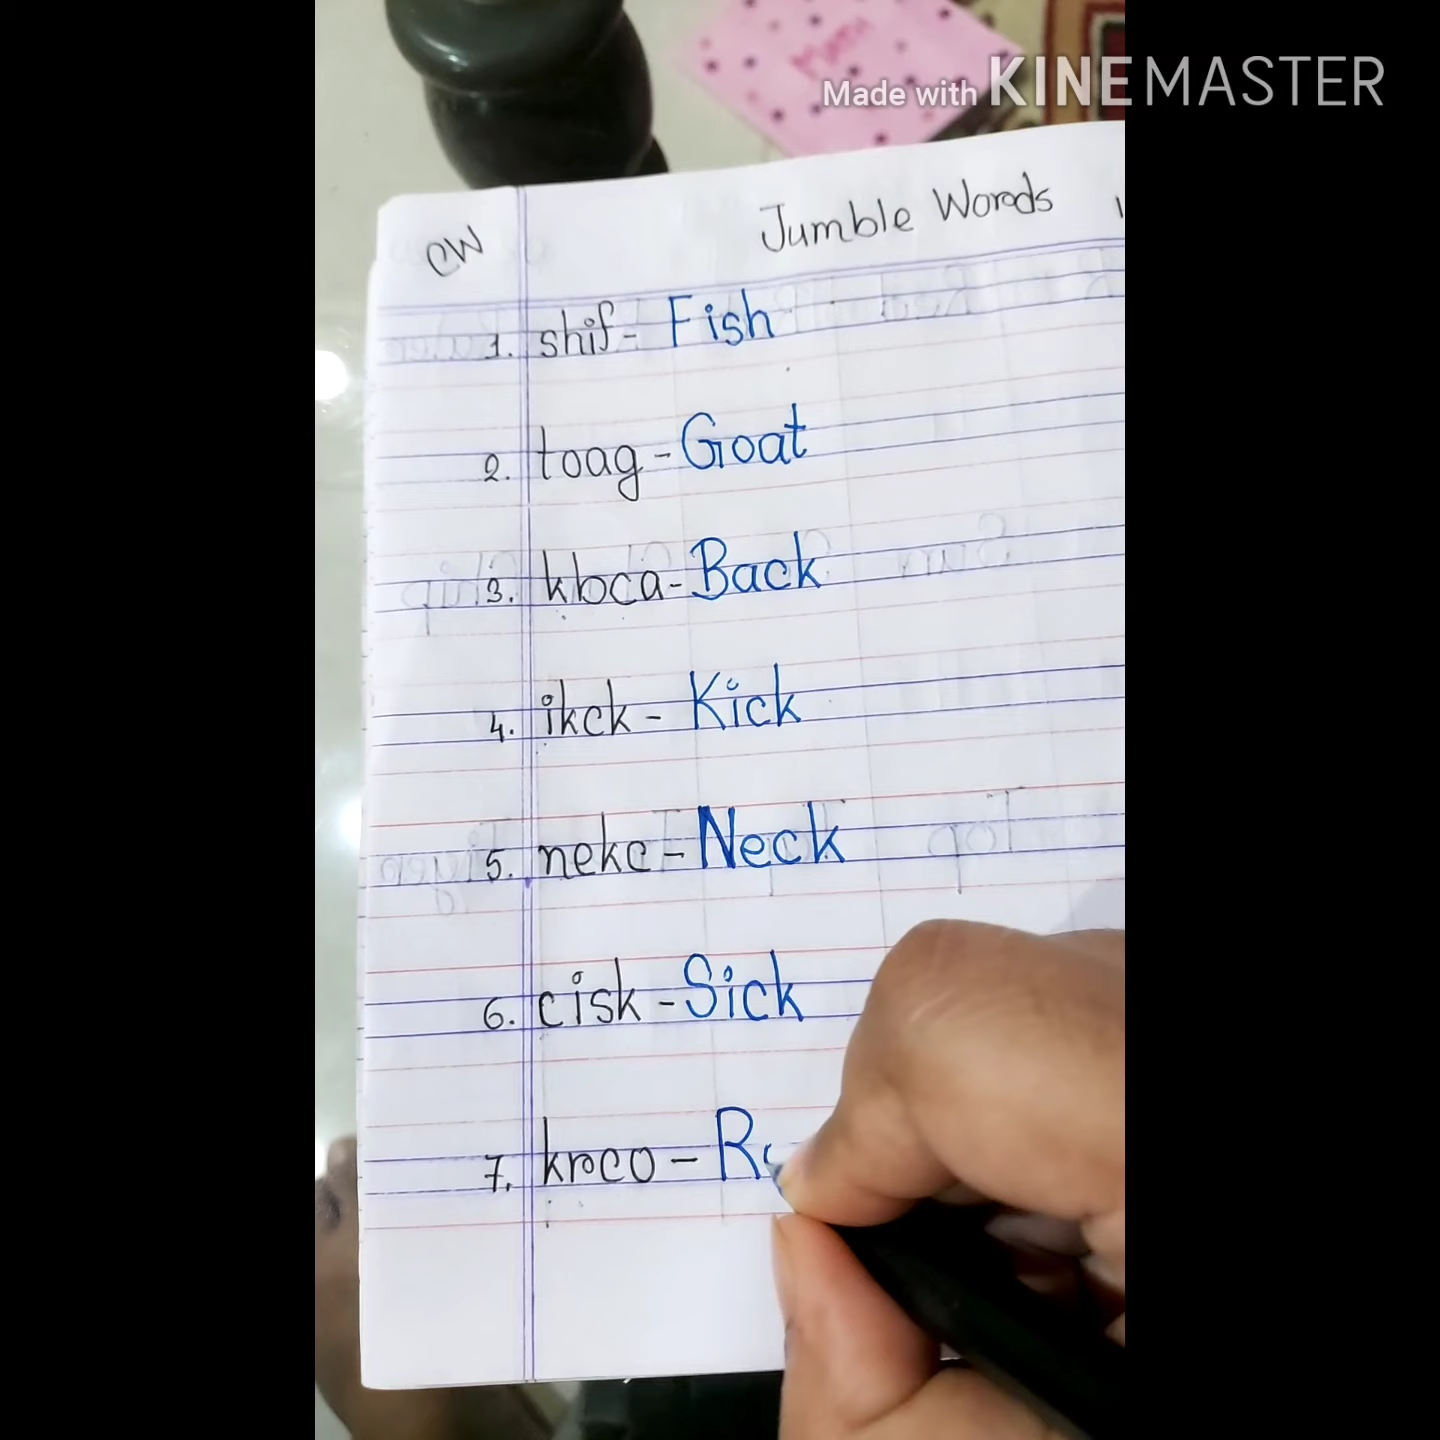 Made with KINEMASTER
CW Jumble Words
1. shif - Fish
2. toag - Goat
3. kbca - Back
4. ikck - Kick
5. nekc - Neck
6. cisk - Sick
7. krco - R